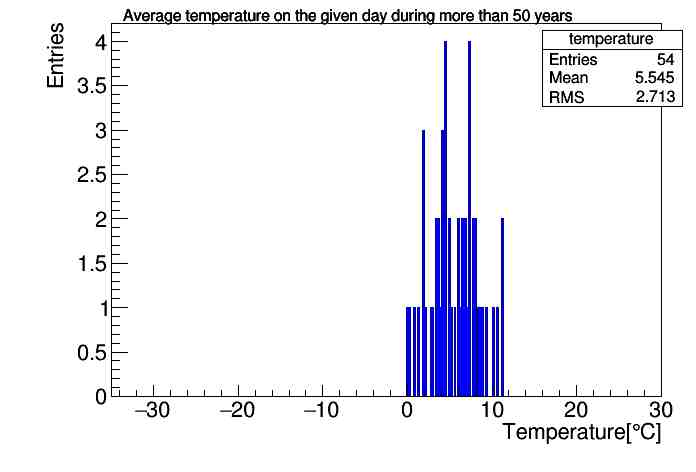 Average temperature on the given day during more than 50 years
Entries
temperature
Entries 54
Mean 5.545
RMS 2.713
4
3.5
3
2.5
2
1.5
1
0.5
0
−30 −20 −10 0 10 20 30
Temperature[°C]